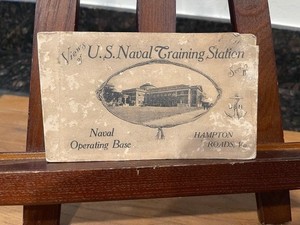 Views
U.S. Naval Training Station
Naval
Operating Base
HAMPTON
ROADS, Va.